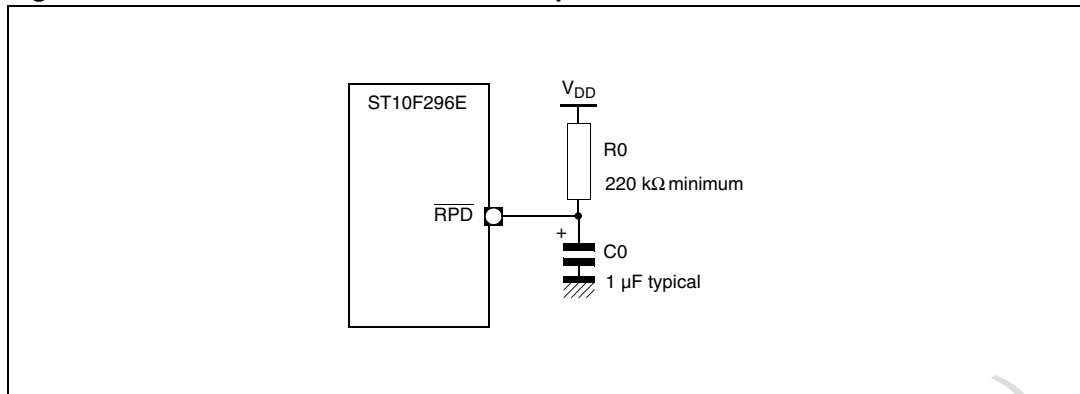 ST10F296E
VDD
R0
220 kΩ minimum
RPD
+
C0
1 µF typical